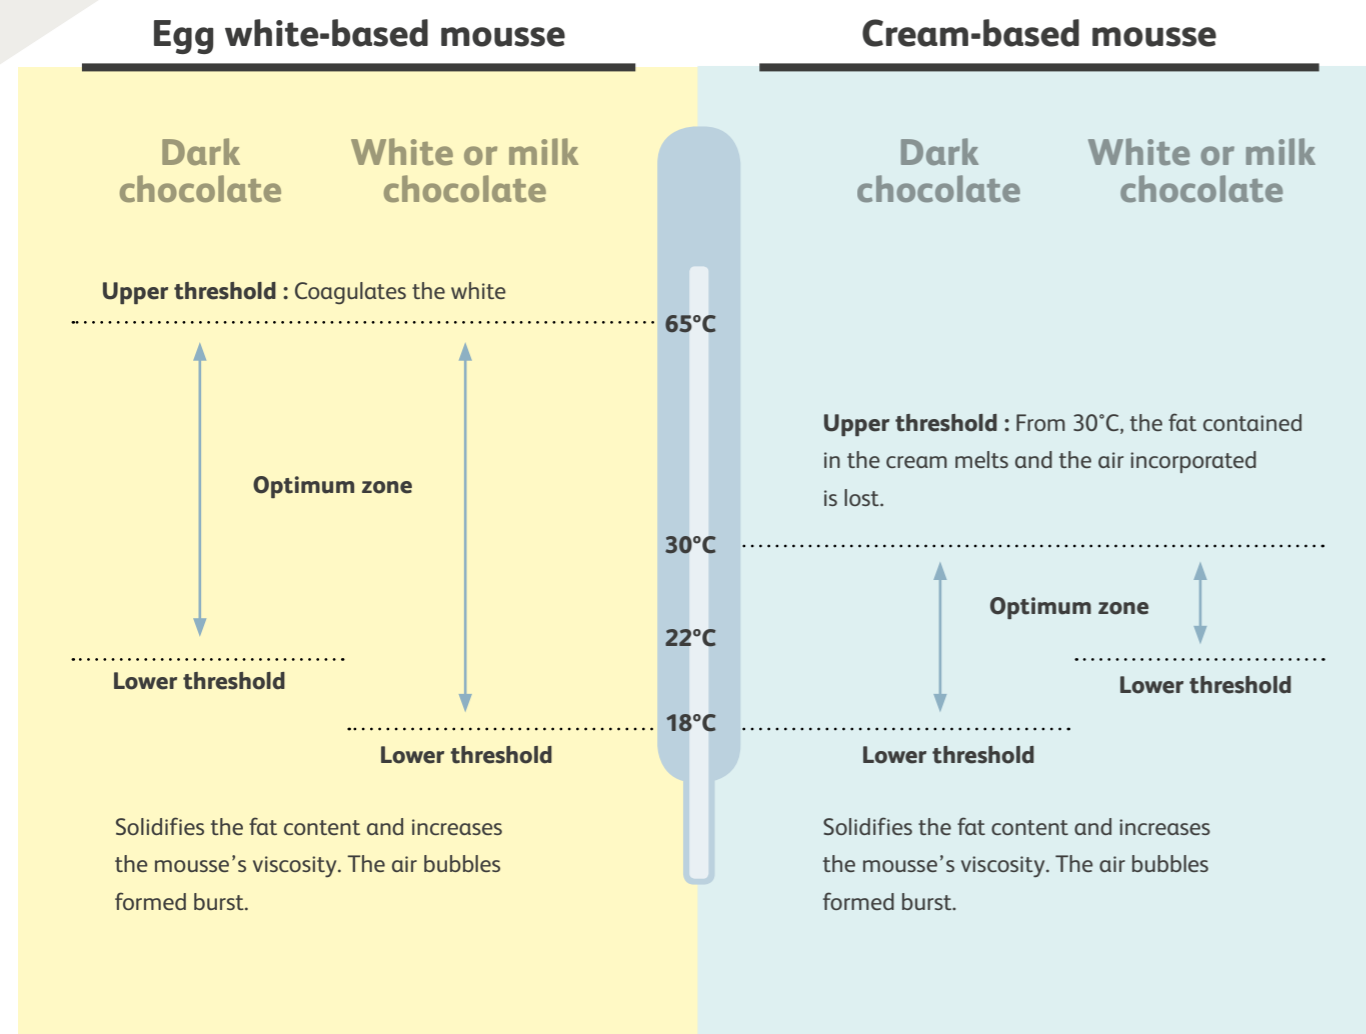 Egg white-based mousse
Cream-based mousse
Dark
chocolate
White or milk
chocolate
Dark
chocolate
White or milk
chocolate
Upper threshold : Coagulates the white
65°C
Upper threshold : From 30°C, the fat contained
in the cream melts and the air incorporated
is lost.
Optimum zone
30°C
Optimum zone
22°C
Lower threshold
Lower threshold
18°C
Lower threshold
Lower threshold
Solidifies the fat content and increases
the mousse’s viscosity. The air bubbles
formed burst.
Solidifies the fat content and increases
the mousse’s viscosity. The air bubbles
formed burst.